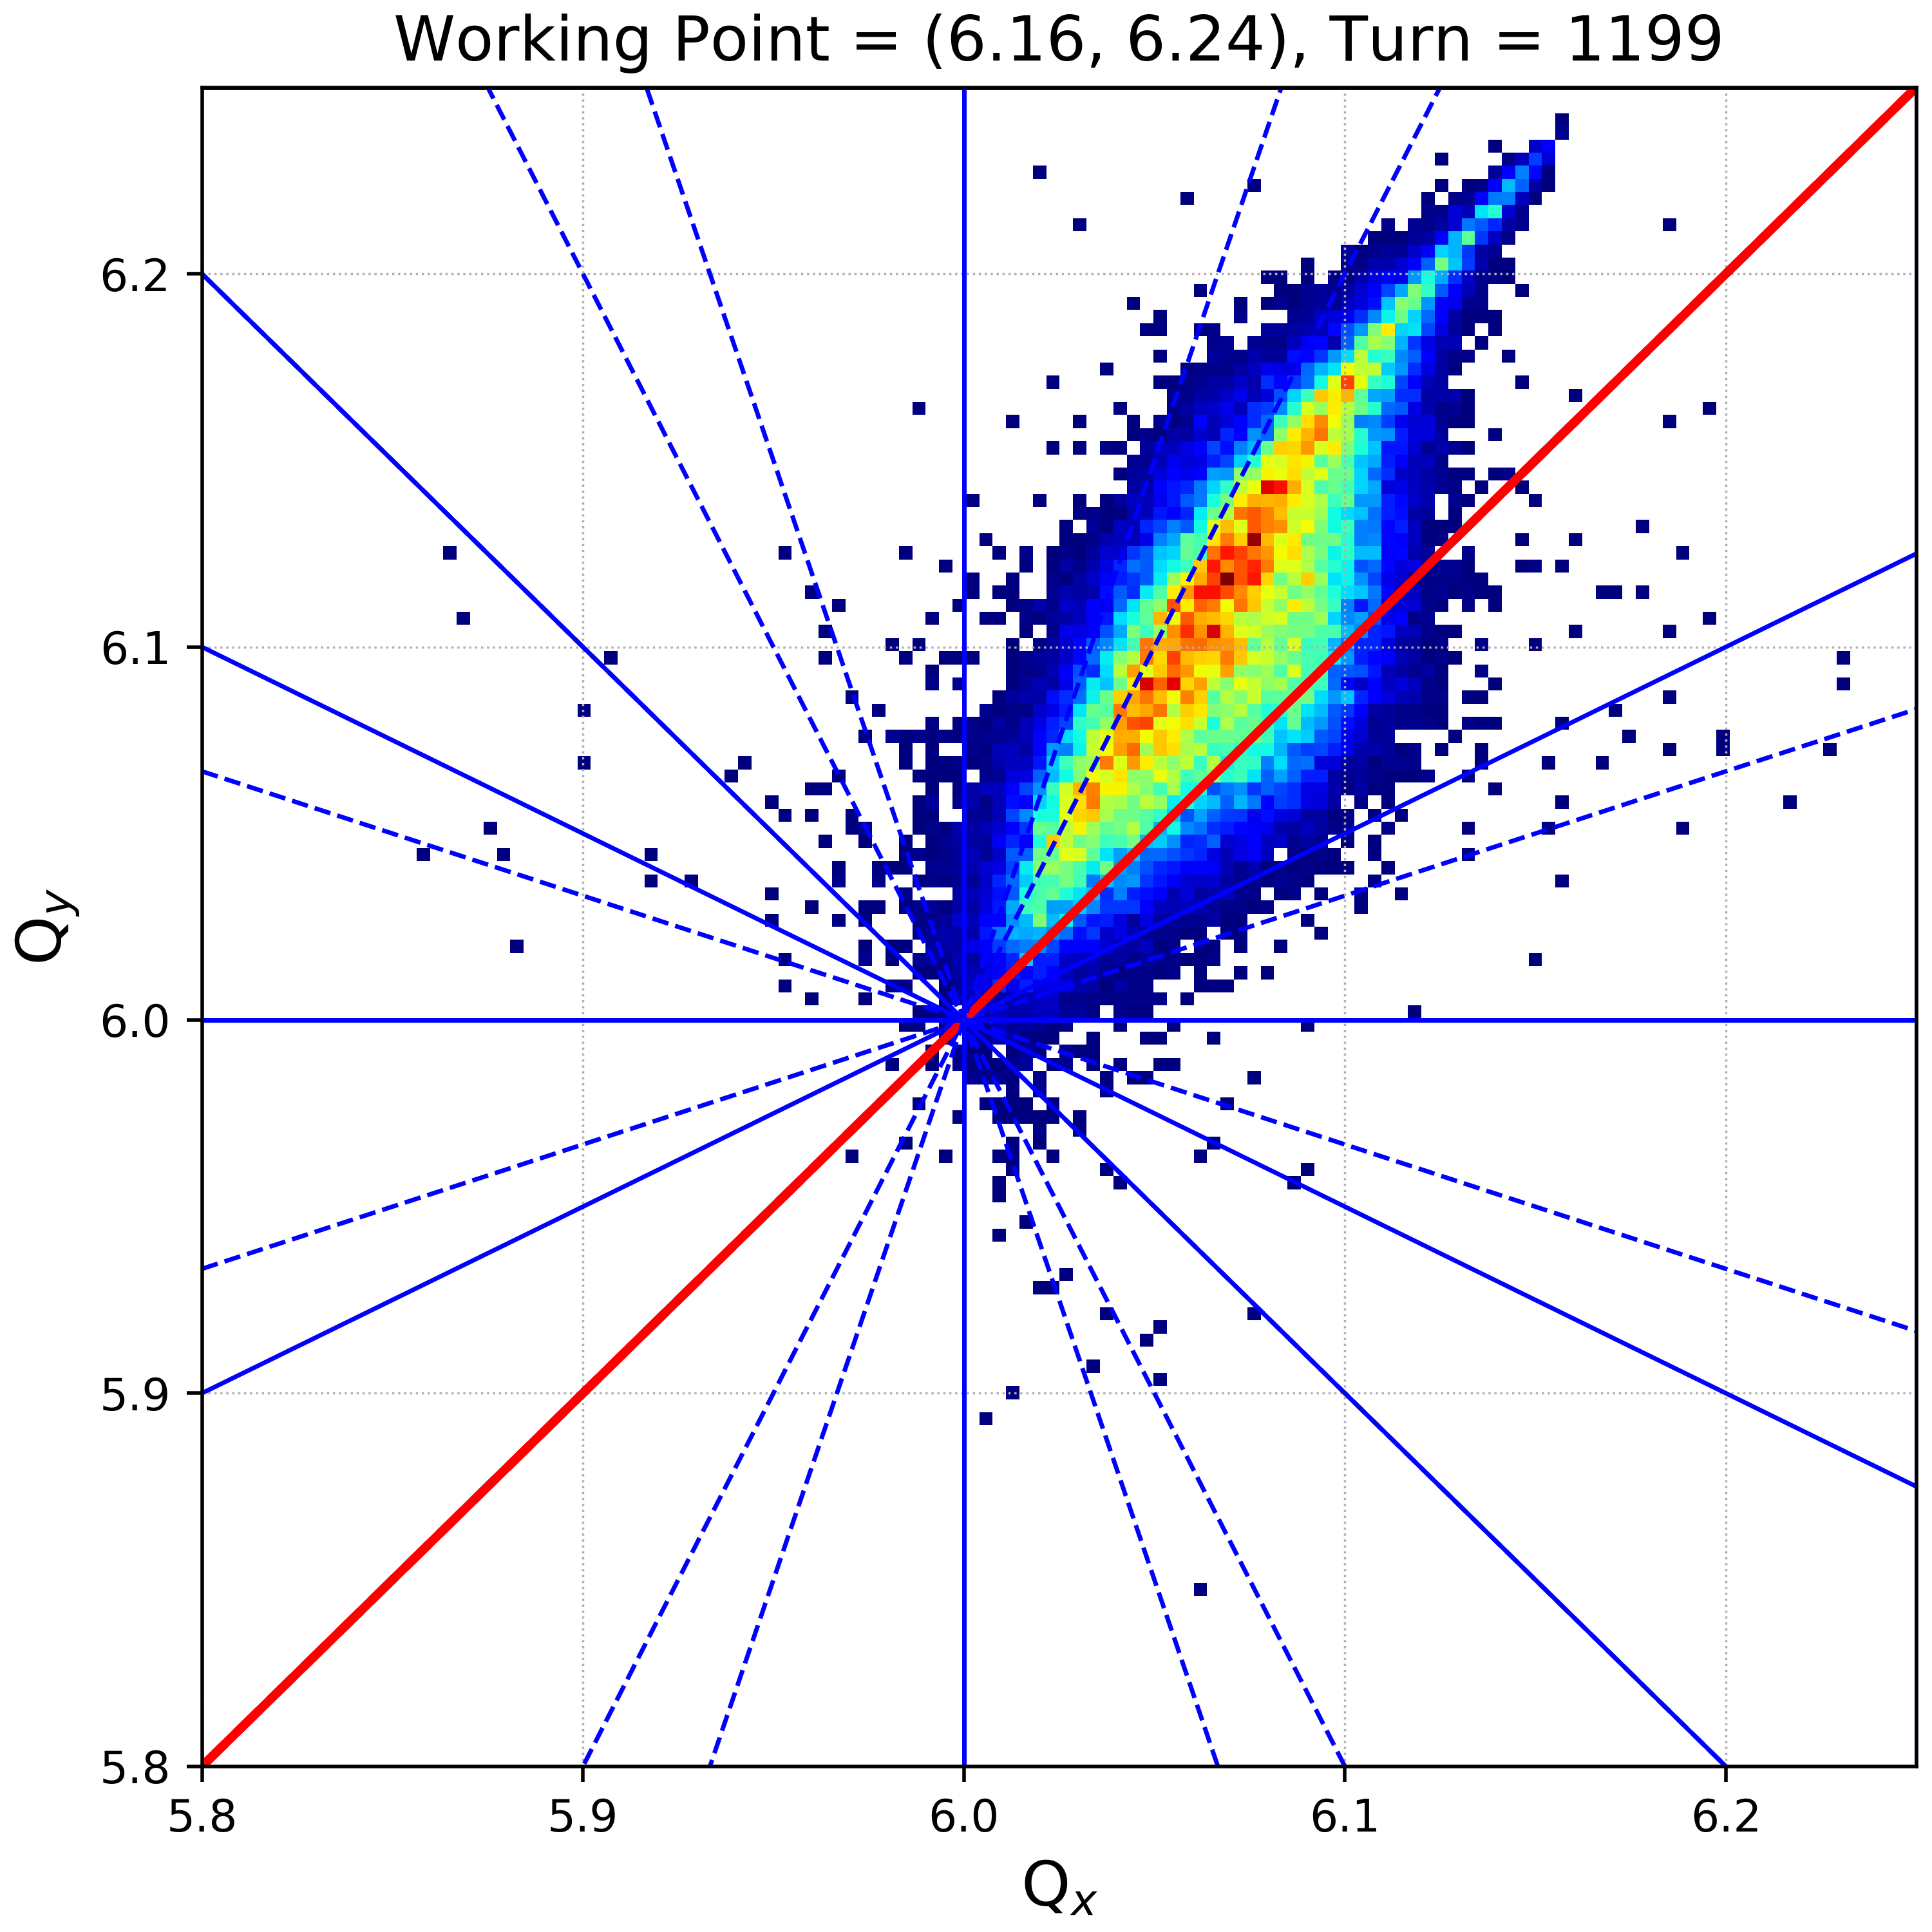 Working Point = (6.16, 6.24), Turn = 1199
6.2
6.1
6.0
5.9
5.8
Qy
5.8 5.9 6.0 6.1 6.2
Qx